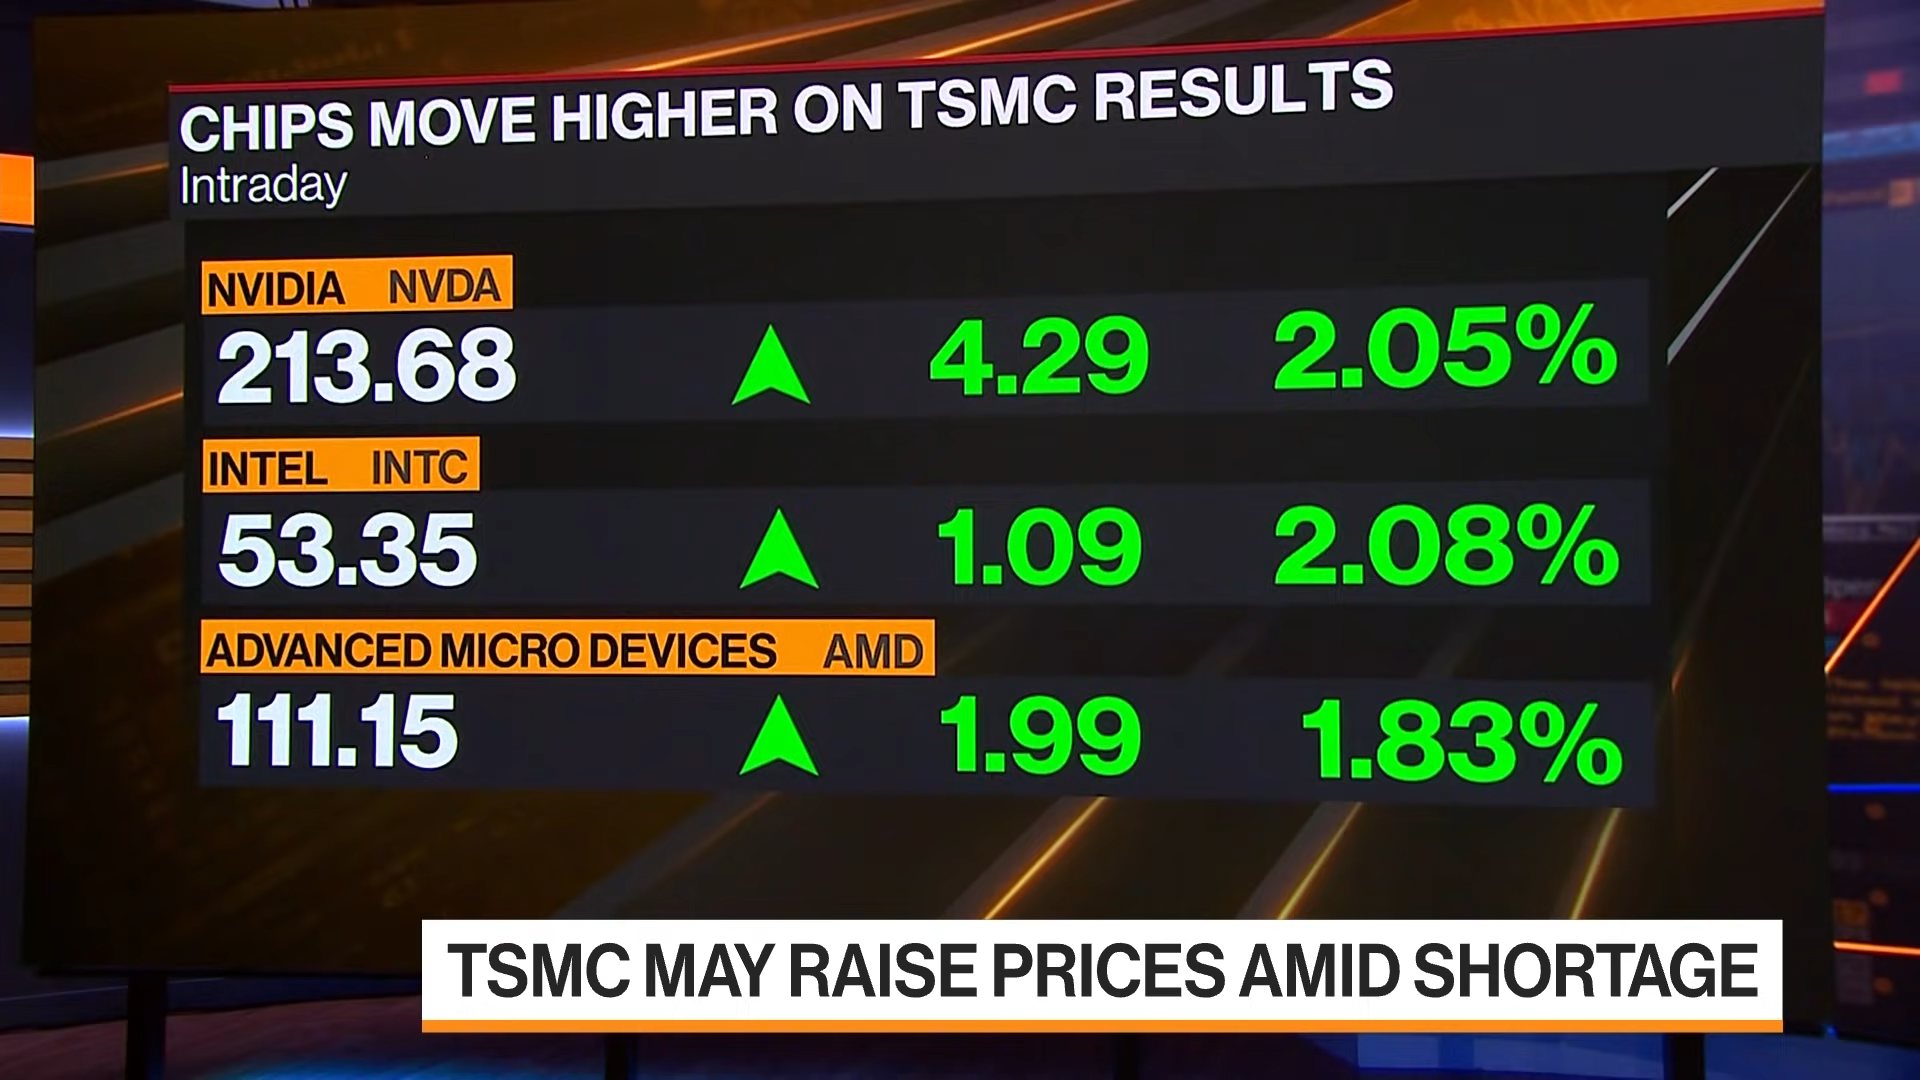 CHIPS MOVE HIGHER ON TSMC RESULTS
Intraday
NVIDIA NVDA
213.68 4.29 2.05%
INTEL INTC
53.35 1.09 2.08%
ADVANCED MICRO DEVICES AMD
111.15 1.99 1.83%
TSMC MAY RAISE PRICES AMID SHORTAGE